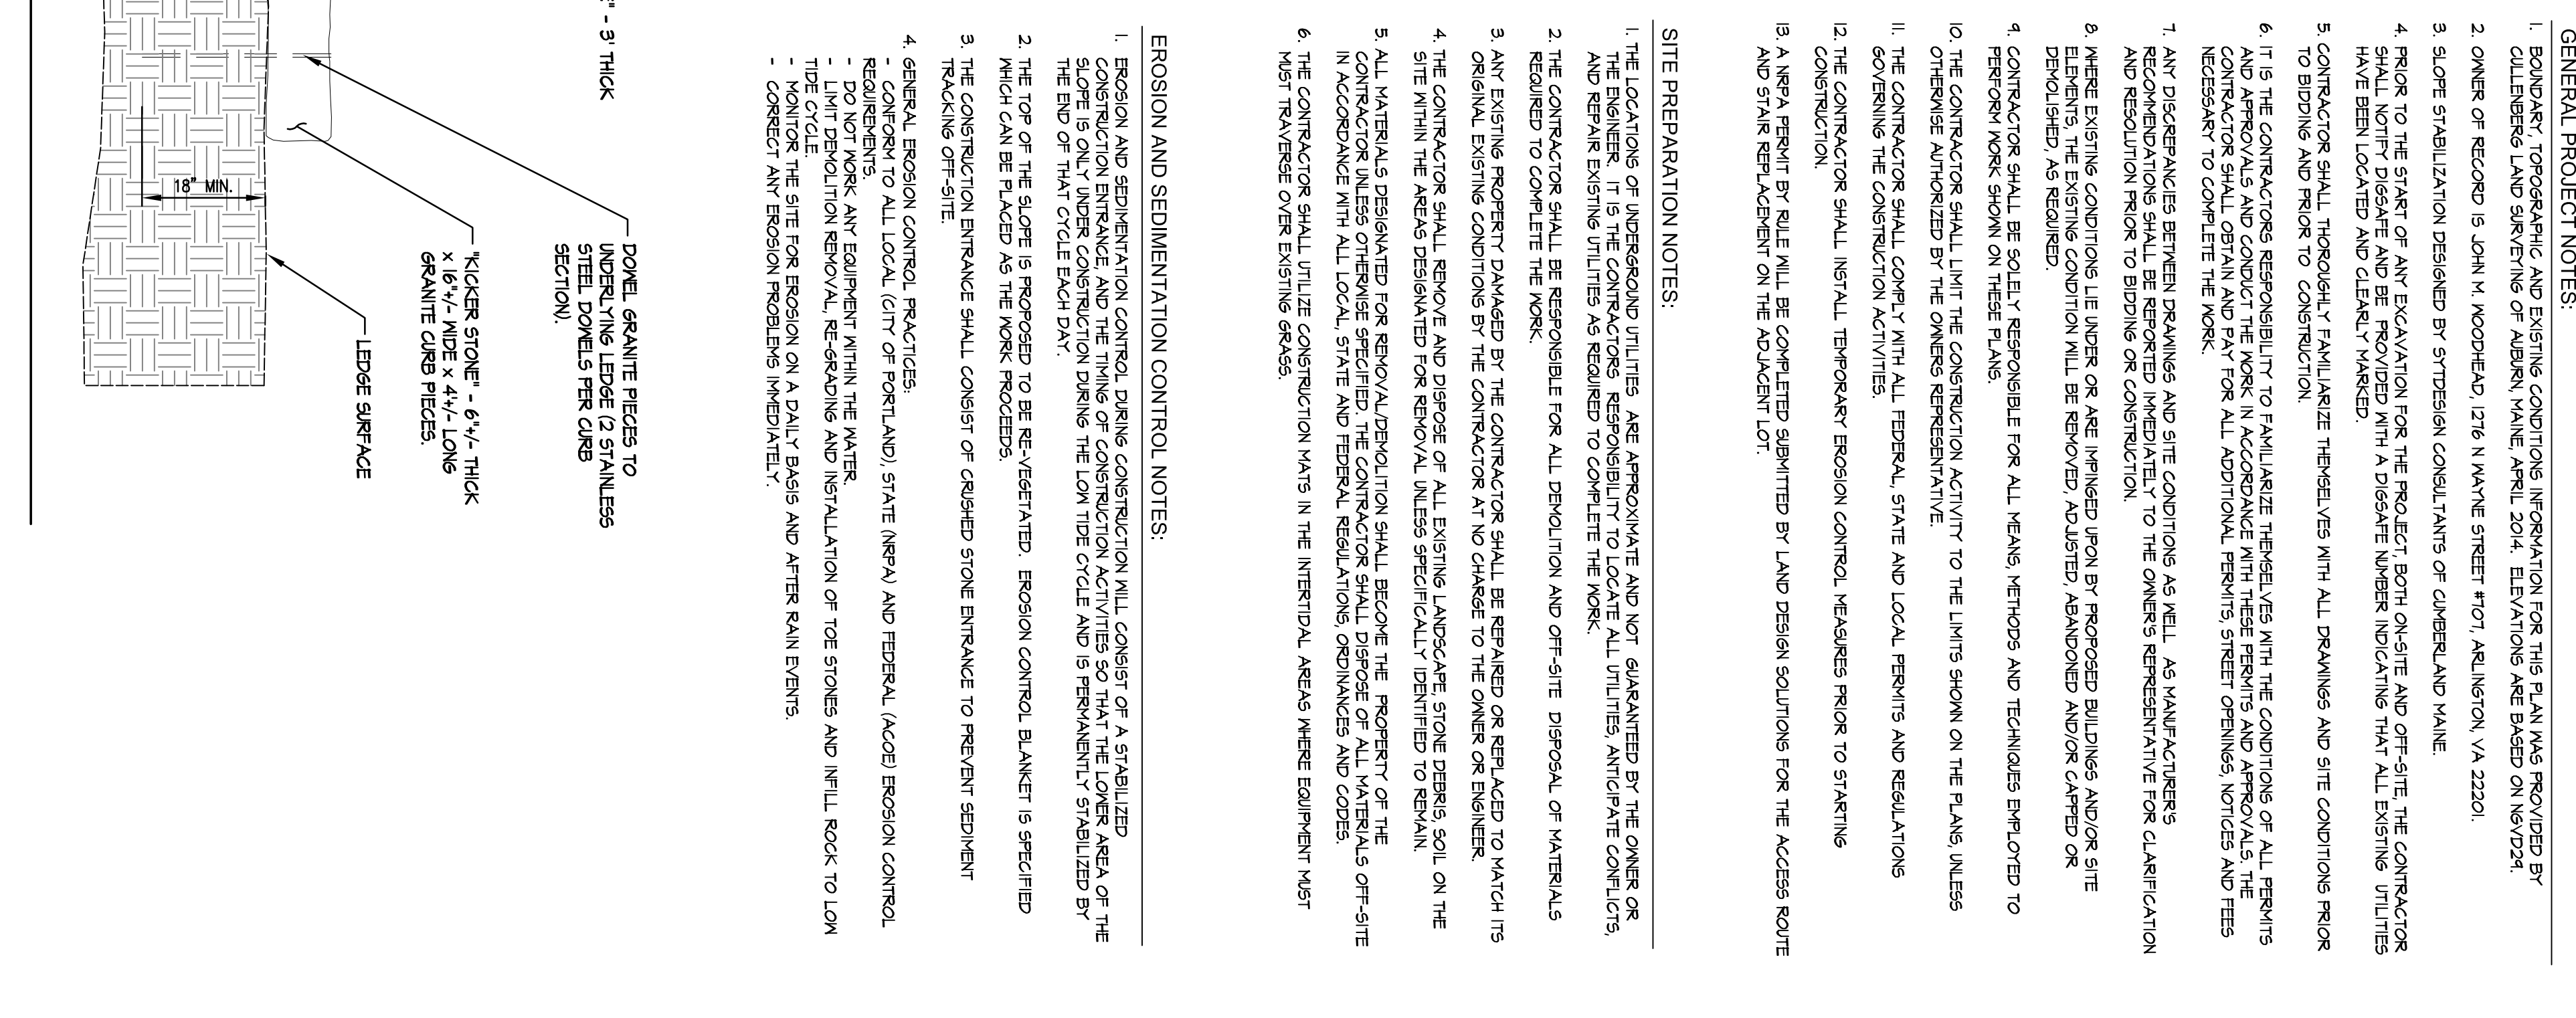 GENERAL PROJECT NOTES:
1. BOUNDARY, TOPOGRAPHIC AND EXISTING CONDITIONS INFORMATION FOR THIS PLAN WAS PROVIDED BY
CULLENBERG LAND SURVEYING OF AUBURN, MAINE, APRIL 2014. ELEVATIONS ARE BASED ON NGVD29.
2. OWNER OF RECORD IS JOHN M. WOODHEAD, 1276 N WAYNE STREET #707, ARLINGTON, VA 22201.
3. SLOPE STABILIZATION DESIGNED BY SYTDESIGN CONSULTANTS OF CUMBERLAND MAINE.
4. PRIOR TO THE START OF ANY EXCAVATION FOR THE PROJECT, BOTH ON-SITE AND OFF-SITE, THE CONTRACTOR
SHALL NOTIFY DIGSAFE AND BE PROVIDED WITH A DIGSAFE NUMBER INDICATING THAT ALL EXISTING UTILITIES
HAVE BEEN LOCATED AND CLEARLY MARKED.
5. CONTRACTOR SHALL THOROUGHLY FAMILIARIZE THEMSELVES WITH ALL DRAWINGS AND SITE CONDITIONS PRIOR
TO BIDDING AND PRIOR TO CONSTRUCTION.
6. IT IS THE CONTRACTORS RESPONSIBILITY TO FAMILIARIZE THEMSELVES WITH THE CONDITIONS OF ALL PERMITS
AND APPROVALS AND CONDUCT THE WORK IN ACCORDANCE WITH THESE PERMITS AND APPROVALS. THE
CONTRACTOR SHALL OBTAIN AND PAY FOR ALL ADDITIONAL PERMITS, STREET OPENINGS, NOTICES AND FEES
NECESSARY TO COMPLETE THE WORK.
7. ANY DISCREPANCIES BETWEEN DRAWINGS AND SITE CONDITIONS AS WELL AS MANUFACTURER'S
RECOMMENDATIONS SHALL BE REPORTED IMMEDIATELY TO THE OWNER'S REPRESENTATIVE FOR CLARIFICATION
AND RESOLUTION PRIOR TO BIDDING OR CONSTRUCTION.
8. WHERE EXISTING CONDITIONS LIE UNDER OR ARE IMPINGED UPON BY PROPOSED BUILDINGS AND/OR SITE
ELEMENTS, THE EXISTING CONDITION WILL BE REMOVED, ADJUSTED, ABANDONED AND/OR CAPPED OR
DEMOLISHED, AS REQUIRED.
9. CONTRACTOR SHALL BE SOLELY RESPONSIBLE FOR ALL MEANS, METHODS AND TECHNIQUES EMPLOYED TO
PERFORM WORK SHOWN ON THESE PLANS.
10. THE CONTRACTOR SHALL LIMIT THE CONSTRUCTION ACTIVITY TO THE LIMITS SHOWN ON THE PLANS, UNLESS
OTHERWISE AUTHORIZED BY THE OWNERS REPRESENTATIVE.
11. THE CONTRACTOR SHALL COMPLY WITH ALL FEDERAL, STATE AND LOCAL PERMITS AND REGULATIONS
GOVERNING THE CONSTRUCTION ACTIVITIES.
12. THE CONTRACTOR SHALL INSTALL TEMPORARY EROSION CONTROL MEASURES PRIOR TO STARTING
CONSTRUCTION.
13. A NRPA PERMIT BY RULE WILL BE COMPLETED SUBMITTED BY LAND DESIGN SOLUTIONS FOR THE ACCESS ROUTE
AND STAIR REPLACEMENT ON THE ADJACENT LOT.
SITE PREPARATION NOTES:
1. THE LOCATIONS OF UNDERGROUND UTILITIES ARE APPROXIMATE AND NOT GUARANTEED BY THE OWNER OR
THE ENGINEER. IT IS THE CONTRACTORS RESPONSIBILITY TO LOCATE ALL UTILITIES, ANTICIPATE CONFLICTS,
AND REPAIR EXISTING UTILITIES AS REQUIRED TO COMPLETE THE WORK.
2. THE CONTRACTOR SHALL BE RESPONSIBLE FOR ALL DEMOLITION AND OFF-SITE DISPOSAL OF MATERIALS
REQUIRED TO COMPLETE THE WORK.
3. ANY EXISTING PROPERTY DAMAGED BY THE CONTRACTOR SHALL BE REPAIRED OR REPLACED TO MATCH ITS
ORIGINAL EXISTING CONDITIONS BY THE CONTRACTOR AT NO CHARGE TO THE OWNER OR ENGINEER.
4. THE CONTRACTOR SHALL REMOVE AND DISPOSE OF ALL EXISTING LANDSCAPE, STONE DEBRIS, SOIL ON THE
SITE WITHIN THE AREAS DESIGNATED FOR REMOVAL UNLESS SPECIFICALLY IDENTIFIED TO REMAIN.
5. ALL MATERIALS DESIGNATED FOR REMOVAL/DEMOLITION SHALL BECOME THE PROPERTY OF THE
CONTRACTOR UNLESS OTHERWISE SPECIFIED. THE CONTRACTOR SHALL DISPOSE OF ALL MATERIALS OFF-SITE
IN ACCORDANCE WITH ALL LOCAL, STATE AND FEDERAL REGULATIONS, ORDINANCES AND CODES.
6. THE CONTRACTOR SHALL UTILIZE CONSTRUCTION MATS IN THE INTERTIDAL AREAS WHERE EQUIPMENT MUST
MUST TRAVERSE OVER EXISTING GRASS.
EROSION AND SEDIMENTATION CONTROL NOTES:
1. EROSION AND SEDIMENTATION CONTROL DURING CONSTRUCTION WILL CONSIST OF A STABILIZED
CONSTRUCTION ENTRANCE, AND THE TIMING OF CONSTRUCTION ACTIVITIES SO THAT THE LOWER AREA OF THE
SLOPE IS ONLY UNDER CONSTRUCTION DURING THE LOW TIDE CYCLE AND IS PERMANENTLY STABILIZED BY
THE END OF THAT CYCLE EACH DAY.
2. THE TOP OF THE SLOPE IS PROPOSED TO BE RE-VEGETATED. EROSION CONTROL BLANKET IS SPECIFIED
WHICH CAN BE PLACED AS THE WORK PROCEEDS.
3. THE CONSTRUCTION ENTRANCE SHALL CONSIST OF CRUSHED STONE ENTRANCE TO PREVENT SEDIMENT
TRACKING OFF-SITE.
4. GENERAL EROSION CONTROL PRACTICES:
- CONFORM TO ALL LOCAL (CITY OF PORTLAND), STATE (NRPA) AND FEDERAL (ACOE) EROSION CONTROL
REQUIREMENTS.
- DO NOT WORK ANY EQUIPMENT WITHIN THE WATER.
- LIMIT DEMOLITION REMOVAL, RE-GRADING AND INSTALLATION OF TOE STONES AND INFILL ROCK TO LOW
TIDE CYCLE.
- MONITOR THE SITE FOR EROSION ON A DAILY BASIS AND AFTER RAIN EVENTS.
- CORRECT ANY EROSION PROBLEMS IMMEDIATELY.
" - 3' THICK
DOWEL GRANITE PIECES TO
UNDERLYING LEDGE (2 STAINLESS
STEEL DOWELS PER CURB
SECTION).
"KICKER STONE" - 6"+/- THICK
x 16"+/- WIDE x 4'+/- LONG
GRANITE CURB PIECES.
LEDGE SURFACE
18" MIN.